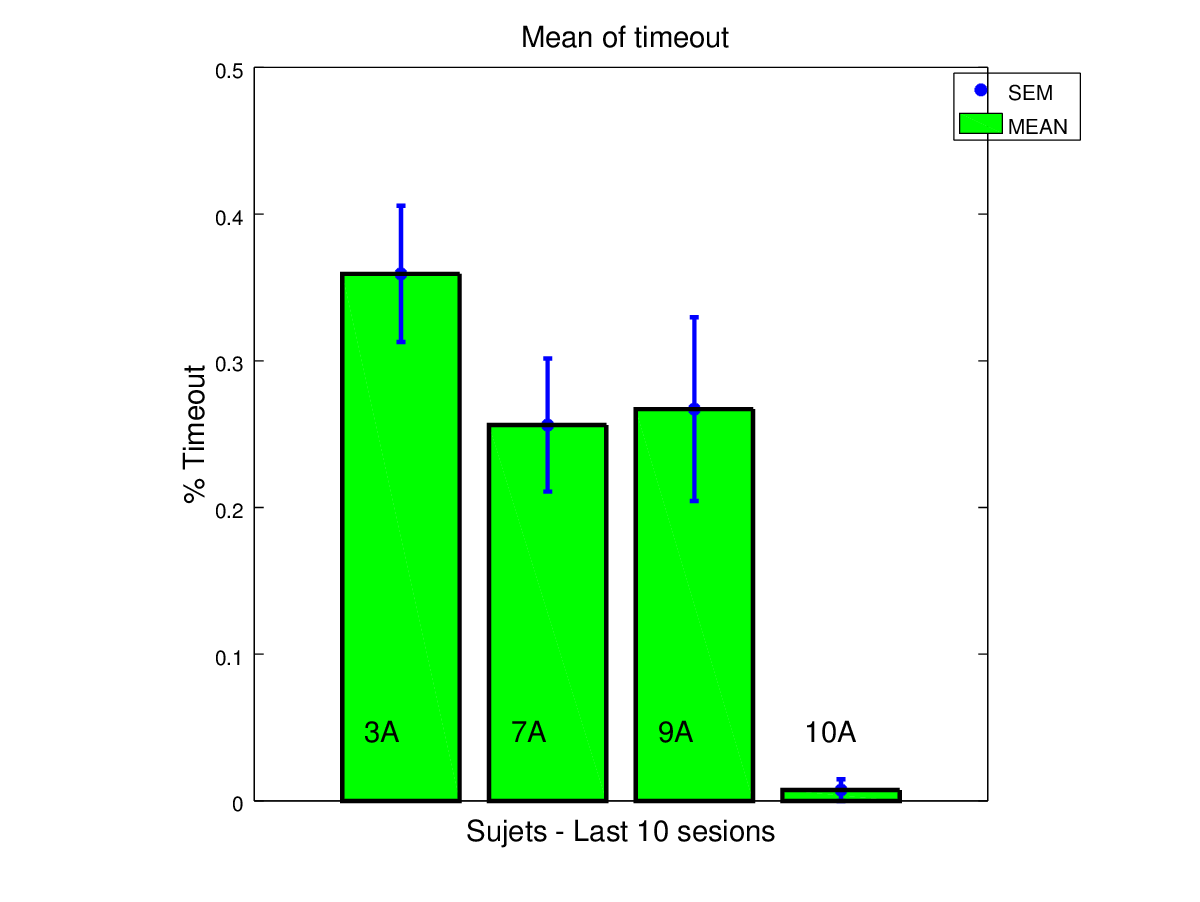 Mean of timeout
0.5
0.4
0.3
0.2
0.1
0
% Timeout
SEM
MEAN
3A
7A
9A
10A
Sujets - Last 10 sesions